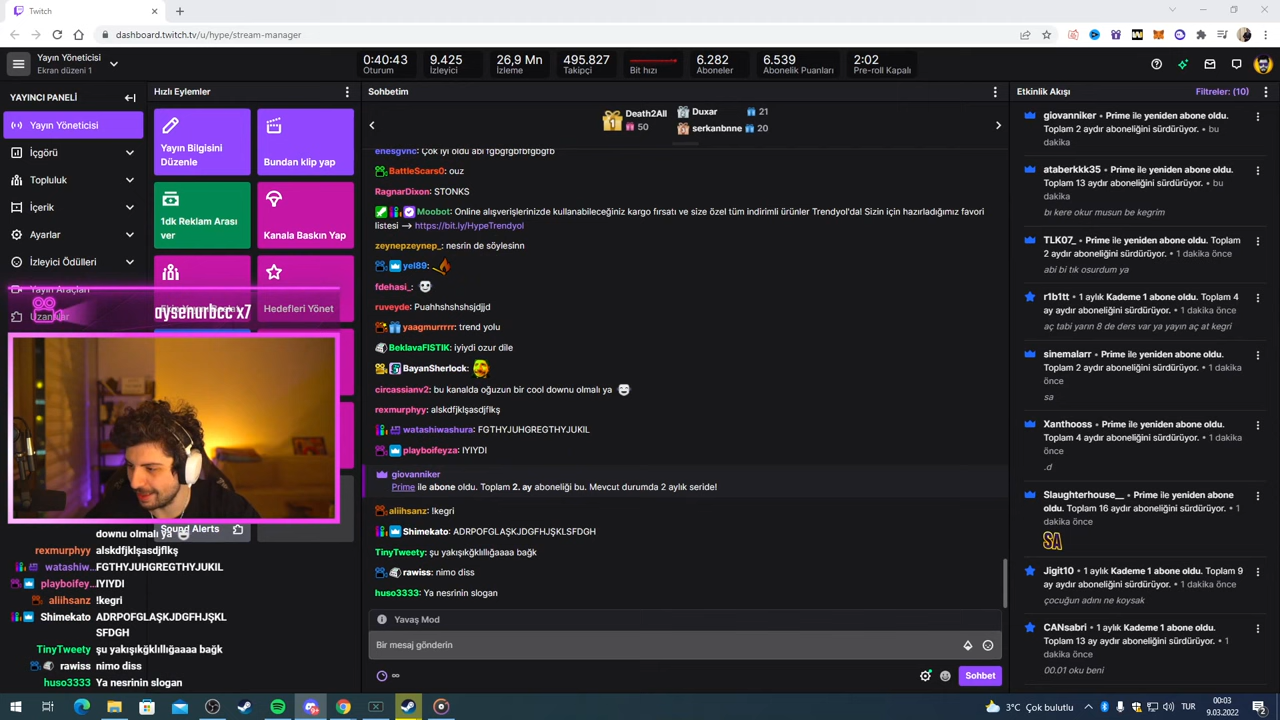 Twitch
dashboard.twitch.tv/u/hype/stream-manager
Yayın Yöneticisi
Ekran düzeni 1
0:40:43
Oturum
9.425
İzleyici
26,9 Mn
İzleme
495.827
Takipçi
Bit hızı
6.282
Aboneler
6.539
Abonelik Puanları
2:02
Pre-roll Kapalı
YAYINCI PANELİ
Yayın Yöneticisi
İçgörü
Topluluk
İçerik
Ayarlar
İzleyici Ödülleri
Yayın Araçları
Uzantılar
Hızlı Eylemler
Yayın Bilgisini
Düzenle
Bundan klip yap
1dk Reklam Arası
ver
Kanala Baskın Yap
Hedefleri Yönet
Sound Alerts
aysenurbcc x7
downu olmalı ya
rexmurphyy alskdfjklşasdjflkş
watashiw... FGTHYJUHGREGTHYJUKIL
playboifey... IYIYDI
aliihsanz !kegri
Shimekato ADRPOFGLAŞKJDGFHJŞKL
SFDGH
TinyTweety şu yakışıkğklıllığaaaa bağk
rawiss nimo diss
huso3333 Ya nesrinin slogan
Sohbetim
Death2All
50
Duxar 21
serkanbnne 20
enesgvnc: Çok iyi oldu abi fgbgfgbfbfgbgfb
BattleScars0: ouz
RagnarDixon: STONKS
Moobot: Online alışverişlerinizde kullanabileceğiniz kargo fırsatı ve size özel tüm indirimli ürünler Trendyol'da! Sizin için hazırladığımız favori
listesi --> https://bit.ly/HypeTrendyol
zeynepzeynep_: nesrin de söylesinn
yel89:
fdehasi_:
ruveyde: Puahhshshshsjdjjd
yaagmurrrrr: trend yolu
BeklavaFISTIK: iyiydi ozur dile
BayanSherlock:
circassianv2: bu kanalda oğuzun bir cool downu olmalı ya
rexmurphyy: alskdfjklşasdjflkş
watashiwashura: FGTHYJUHGREGTHYJUKIL
playboifeyza: IYIYDI
giovanniker
Prime ile abone oldu. Toplam 2. ay aboneliği bu. Mevcut durumda 2 aylık seride!
aliihsanz: !kegri
Shimekato: ADRPOFGLAŞKJDGFHJŞKLSFDGH
TinyTweety: şu yakışıkğklıllığaaaa bağk
rawiss: nimo diss
huso3333: Ya nesrinin slogan
Yavaş Mod
Bir mesaj gönderin
∞
Sohbet
Etkinlik Akışı
Filtreler: (10)
giovanniker • Prime ile yeniden abone oldu.
Toplam 2 aydır aboneliğini sürdürüyor. • bu
dakika
ataberkkk35 • Prime ile yeniden abone oldu.
Toplam 13 aydır aboneliğini sürdürüyor. • bu
dakika
bı kere okur musun be kegrim
TLK07_ • Prime ile yeniden abone oldu. Toplam
2 aydır aboneliğini sürdürüyor. • 1 dakika önce
abi bi tık osurdum ya
r1b1tt • 1 aylık Kademe 1 abone oldu. Toplam 4
ay aydır aboneliğini sürdürüyor. • 1 dakika önce
aç tabi yarın 8 de ders var ya yayın aç at kegri
sinemalarr • Prime ile yeniden abone oldu.
Toplam 2 aydır aboneliğini sürdürüyor. • 1 dakika
önce
sa
Xanthooss • Prime ile yeniden abone oldu.
Toplam 4 aydır aboneliğini sürdürüyor. • 1 dakika
önce
.d
Slaughterhouse__ • Prime ile yeniden abone
oldu. Toplam 16 aydır aboneliğini sürdürüyor. • 1
dakika önce
SA
Jigit10 • 1 aylık Kademe 1 abone oldu. Toplam 9
ay aydır aboneliğini sürdürüyor. • 1 dakika önce
çocuğun adını ne koysak
CANsabri • 1 aylık Kademe 1 abone oldu.
Toplam 13 ay aydır aboneliğini sürdürüyor. • 1
dakika önce
00.01 oku beni
3°C Çok bulutlu
TUR
00:03
9.03.2022
2